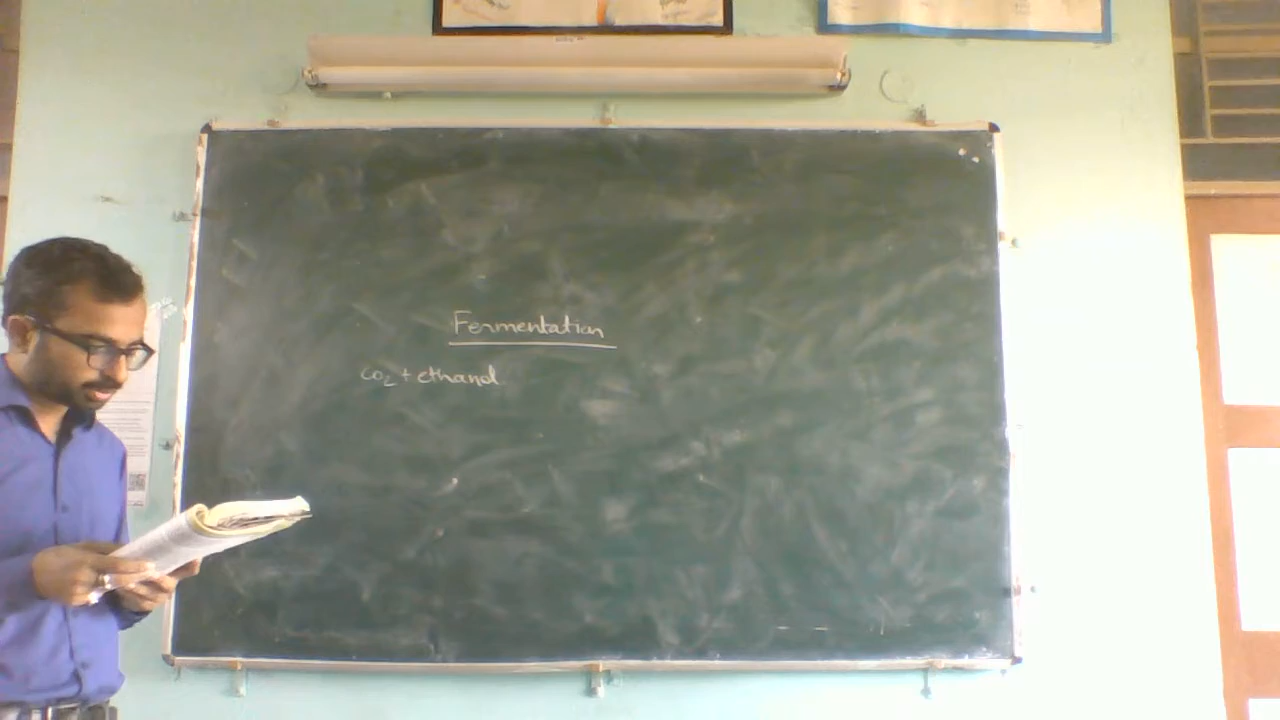 Fermentation
CO₂ + ethanol